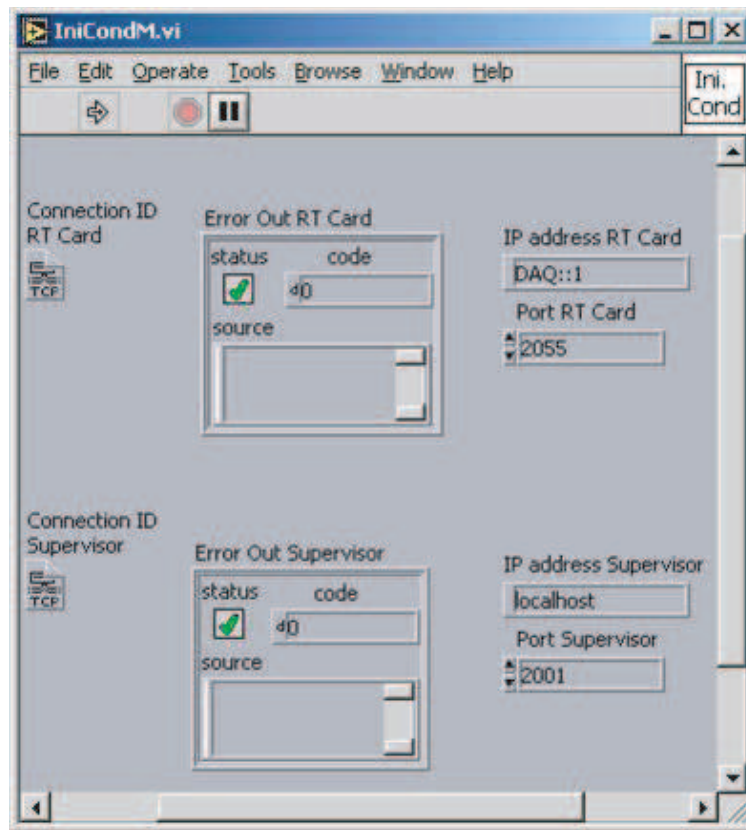 IniCondM.vi
File Edit Operate Tools Browse Window Help
Ini.
Cond
Connection ID
RT Card
TCP
Error Out RT Card
status code
d0
source
IP address RT Card
DAQ::1
Port RT Card
2055
Connection ID
Supervisor
TCP
Error Out Supervisor
status code
d0
source
IP address Supervisor
localhost
Port Supervisor
2001